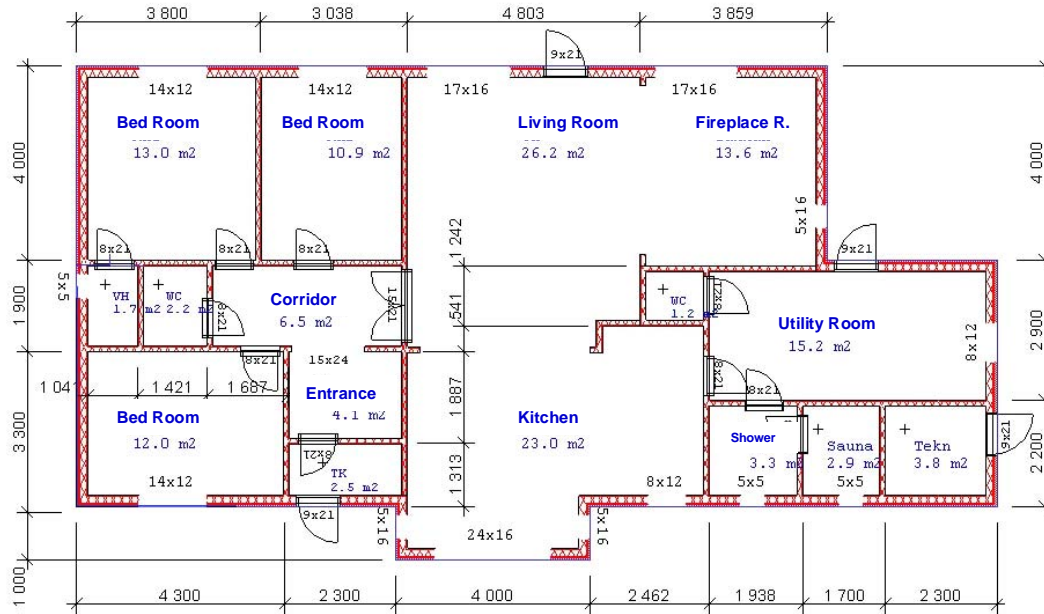 3 800 3 038 4 803 3 859
9x21
14x12 14x12 17x16 17x16
Bed Room Bed Room Living Room Fireplace R.
13.0 m2 10.9 m2 26.2 m2 13.6 m2
4 000 4 000
5x16
1 242
8x21 8x21 8x21 9x21
5x5
VH WC Corridor 15x21 WC 8x21
1.7 m2 2.2 m2 8x21 6.5 m2 1.2 m2
1 900 541 Utility Room 2 900
15.2 m2 8x12
8x21 15x24
1 041 1 421 1 687 8x21 8x21
Bed Room Entrance 1 887 Kitchen
12.0 m2 4.1 m2 23.0 m2
3 300
Shower Sauna Tekn 9x21 2 200
3.3 m2 2.9 m2 3.8 m2
8x21 TK 1 313
2.5 m2
14x12 8x12 5x5 5x5
9x21 5x16 24x16 5x16
1 000
4 300 2 300 4 000 2 462 1 938 1 700 2 300